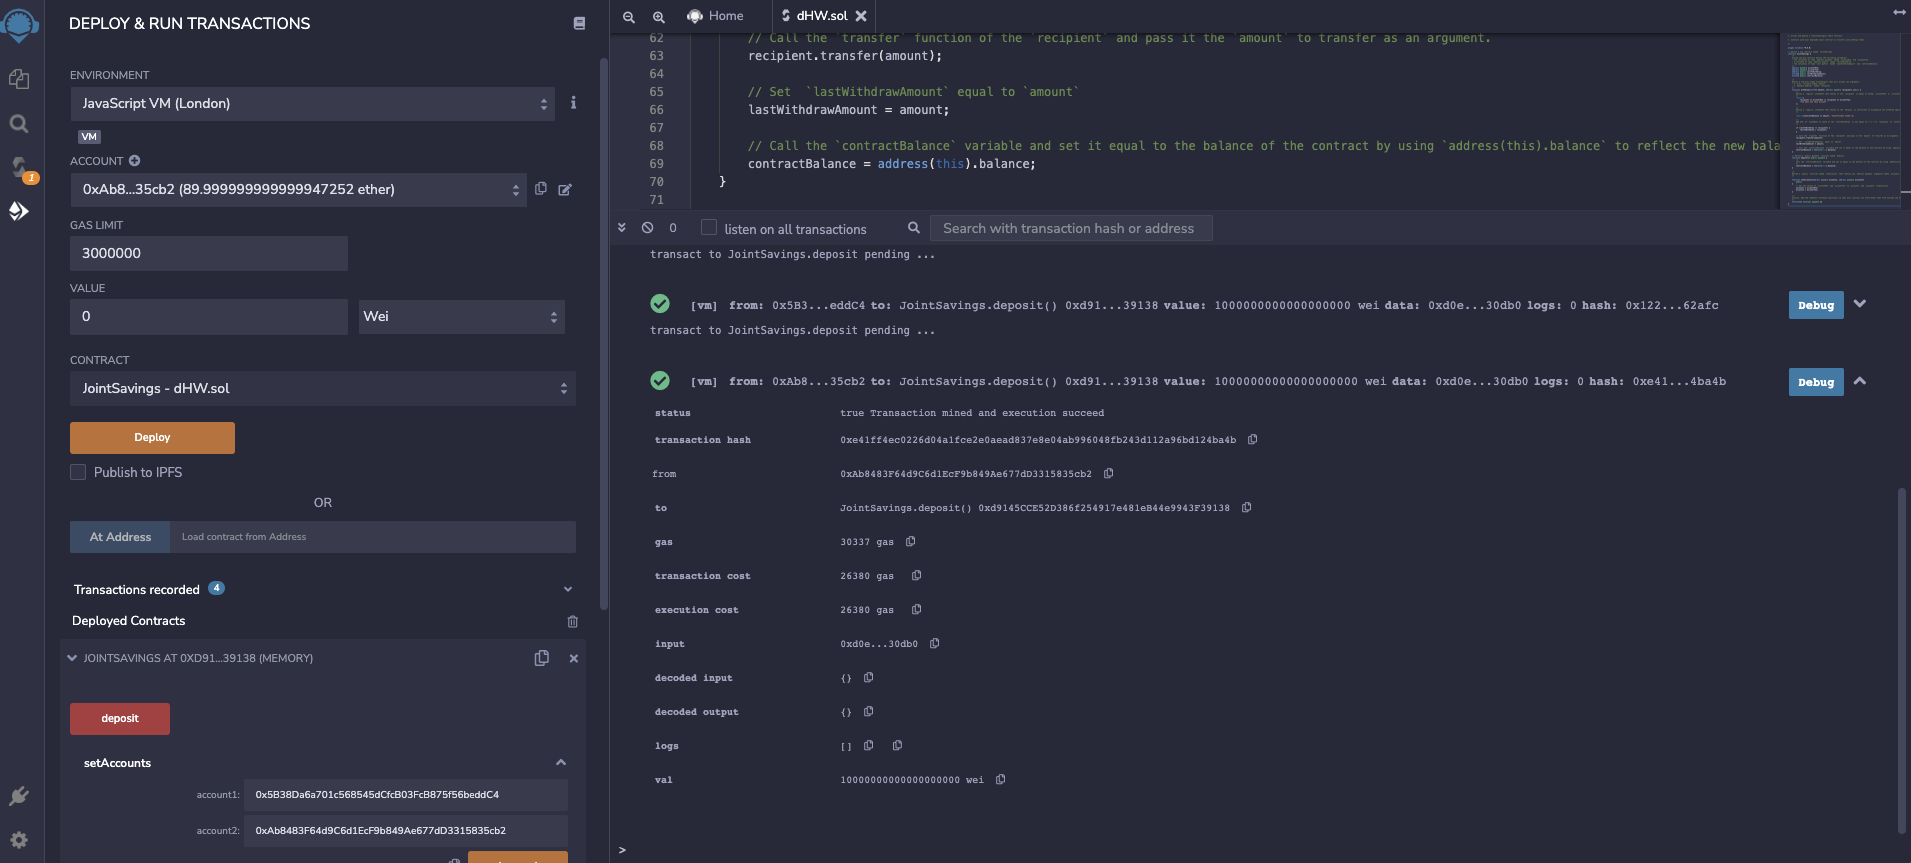 DEPLOY & RUN TRANSACTIONS
ENVIRONMENT
JavaScript VM (London)
VM
ACCOUNT
0xAb8...35cb2 (89.999999999999947252 ether)
GAS LIMIT
3000000
VALUE
0
Wei
CONTRACT
JointSavings - dHW.sol
Deploy
Publish to IPFS
OR
At Address
Load contract from Address
Transactions recorded 4
Deployed Contracts
JOINTSAVINGS AT 0XD91...39138 (MEMORY)
deposit
setAccounts
account1: 0x5B38Da6a701c568545dCfcB03FcB875f56beddC4
account2: 0xAb8483F64d9C6d1EcF9b849Ae677dD3315835cb2
1
Home
dHW.sol
62 // Call the `transfer` function of the `recipient` and pass it the `amount` to transfer as an argument.
63 recipient.transfer(amount);
64
65 // Set `lastWithdrawAmount` equal to `amount`
66 lastWithdrawAmount = amount;
67
68 // Call the `contractBalance` variable and set it equal to the balance of the contract by using `address(this).balance` to reflect the new bala
69 contractBalance = address(this).balance;
70 }
71
0 listen on all transactions
Search with transaction hash or address
transact to JointSavings.deposit pending ...
[vm] from: 0x5B3...eddC4 to: JointSavings.deposit() 0xd91...39138 value: 1000000000000000000 wei data: 0xd0e...30db0 logs: 0 hash: 0x122...62afc
Debug
transact to JointSavings.deposit pending ...
[vm] from: 0xAb8...35cb2 to: JointSavings.deposit() 0xd91...39138 value: 10000000000000000000 wei data: 0xd0e...30db0 logs: 0 hash: 0xe41...4ba4b
Debug
status true Transaction mined and execution succeed
transaction hash 0xe41ff4ec0226d04a1fce2e0aead837e8e04ab996048fb243d112a96bd124ba4b
from 0xAb8483F64d9C6d1EcF9b849Ae677dD3315835cb2
to JointSavings.deposit() 0xd9145CCE52D386f254917e481eB44e9943F39138
gas 30337 gas
transaction cost 26380 gas
execution cost 26380 gas
input 0xd0e...30db0
decoded input {}
decoded output {}
logs []
val 10000000000000000000 wei
>